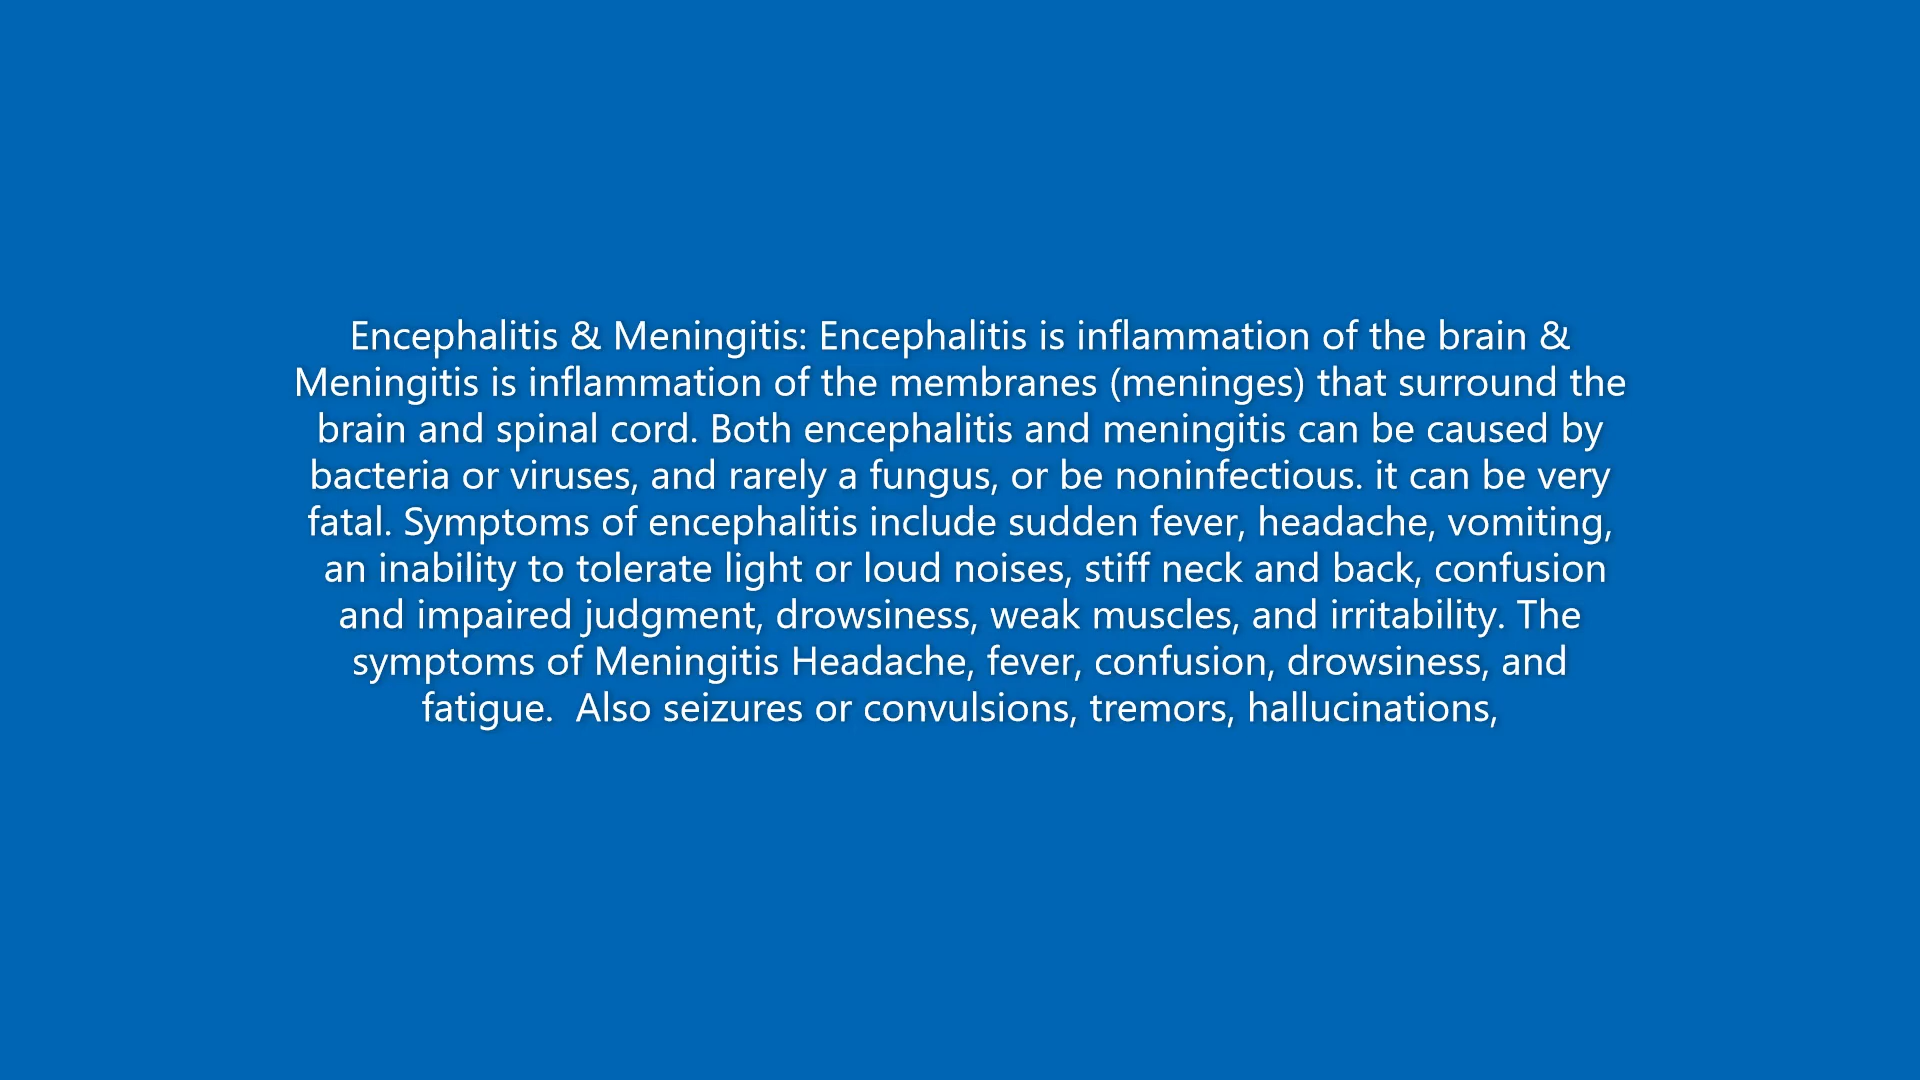 Encephalitis & Meningitis: Encephalitis is inflammation of the brain &
Meningitis is inflammation of the membranes (meninges) that surround the
brain and spinal cord. Both encephalitis and meningitis can be caused by
bacteria or viruses, and rarely a fungus, or be noninfectious. it can be very
fatal. Symptoms of encephalitis include sudden fever, headache, vomiting,
an inability to tolerate light or loud noises, stiff neck and back, confusion
and impaired judgment, drowsiness, weak muscles, and irritability. The
symptoms of Meningitis Headache, fever, confusion, drowsiness, and
fatigue.  Also seizures or convulsions, tremors, hallucinations,